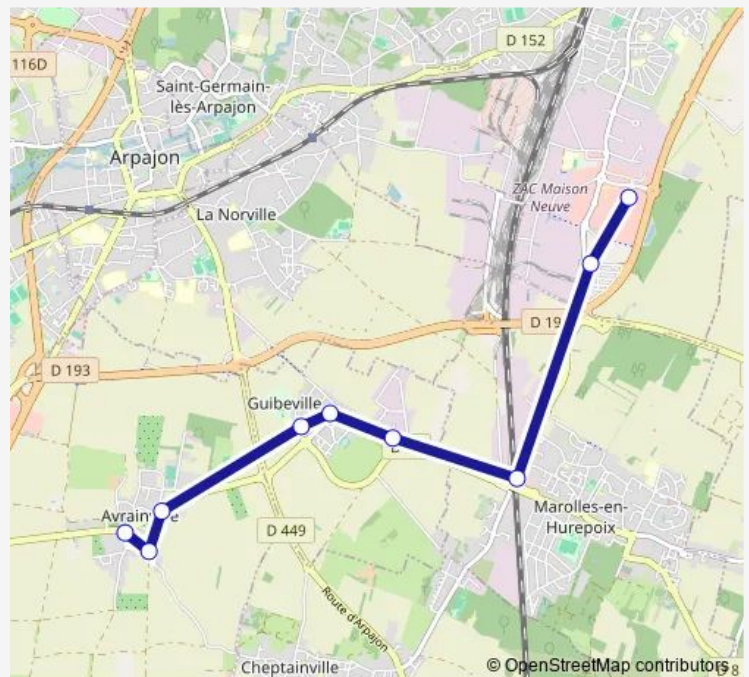 D 152
116D
Saint-Germain-
lès-Arpajon
Arpajon
ZAC Maison
Neuve
La Norville
D 19
D 193
Guibeville
Marolles-en-
Hurepoix
D 449
Route d'Arpajon
Cheptainville
© OpenStreetMap contributors